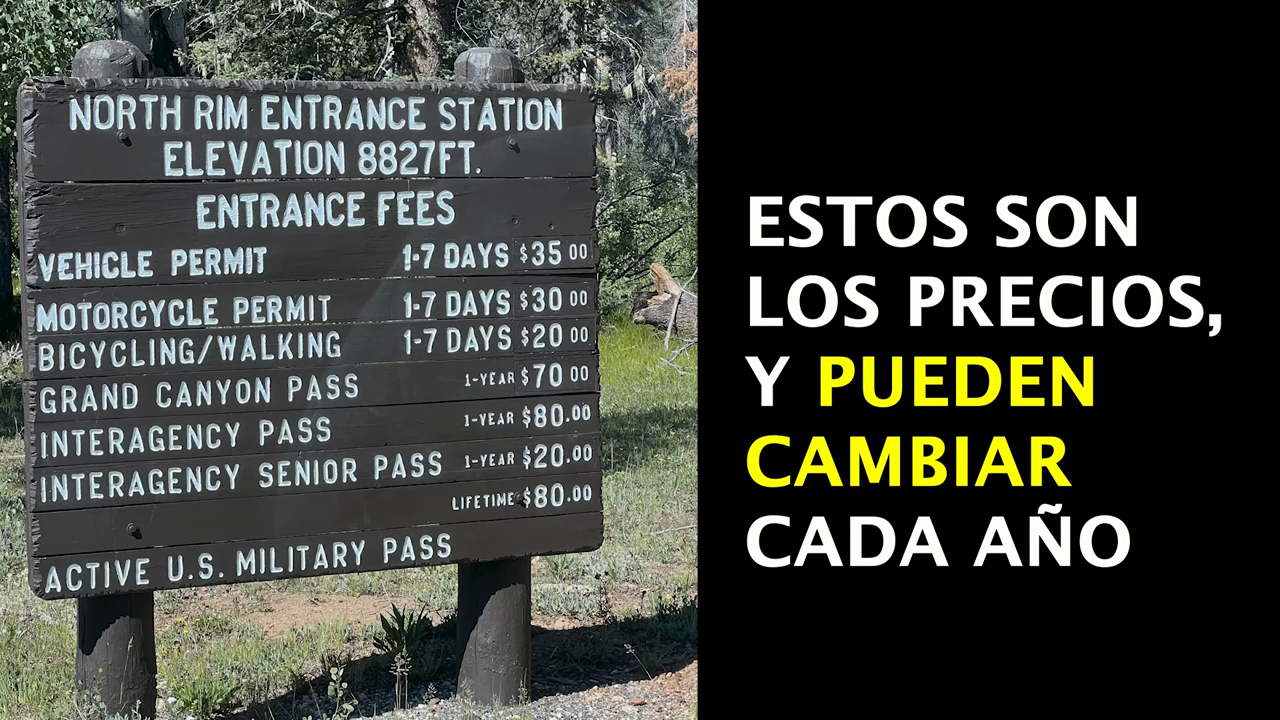 NORTH RIM ENTRANCE STATION
ELEVATION 8827FT.
ENTRANCE FEES
VEHICLE PERMIT 1-7 DAYS $35 00
MOTORCYCLE PERMIT 1-7 DAYS $30 00
BICYCLING/WALKING 1-7 DAYS $20 00
GRAND CANYON PASS 1-YEAR $70 00
INTERAGENCY PASS 1-YEAR $80.00
INTERAGENCY SENIOR PASS 1-YEAR $20.00
LIFETIME $80.00
ACTIVE U.S. MILITARY PASS
ESTOS SON
LOS PRECIOS,
Y PUEDEN
CAMBIAR
CADA AÑO